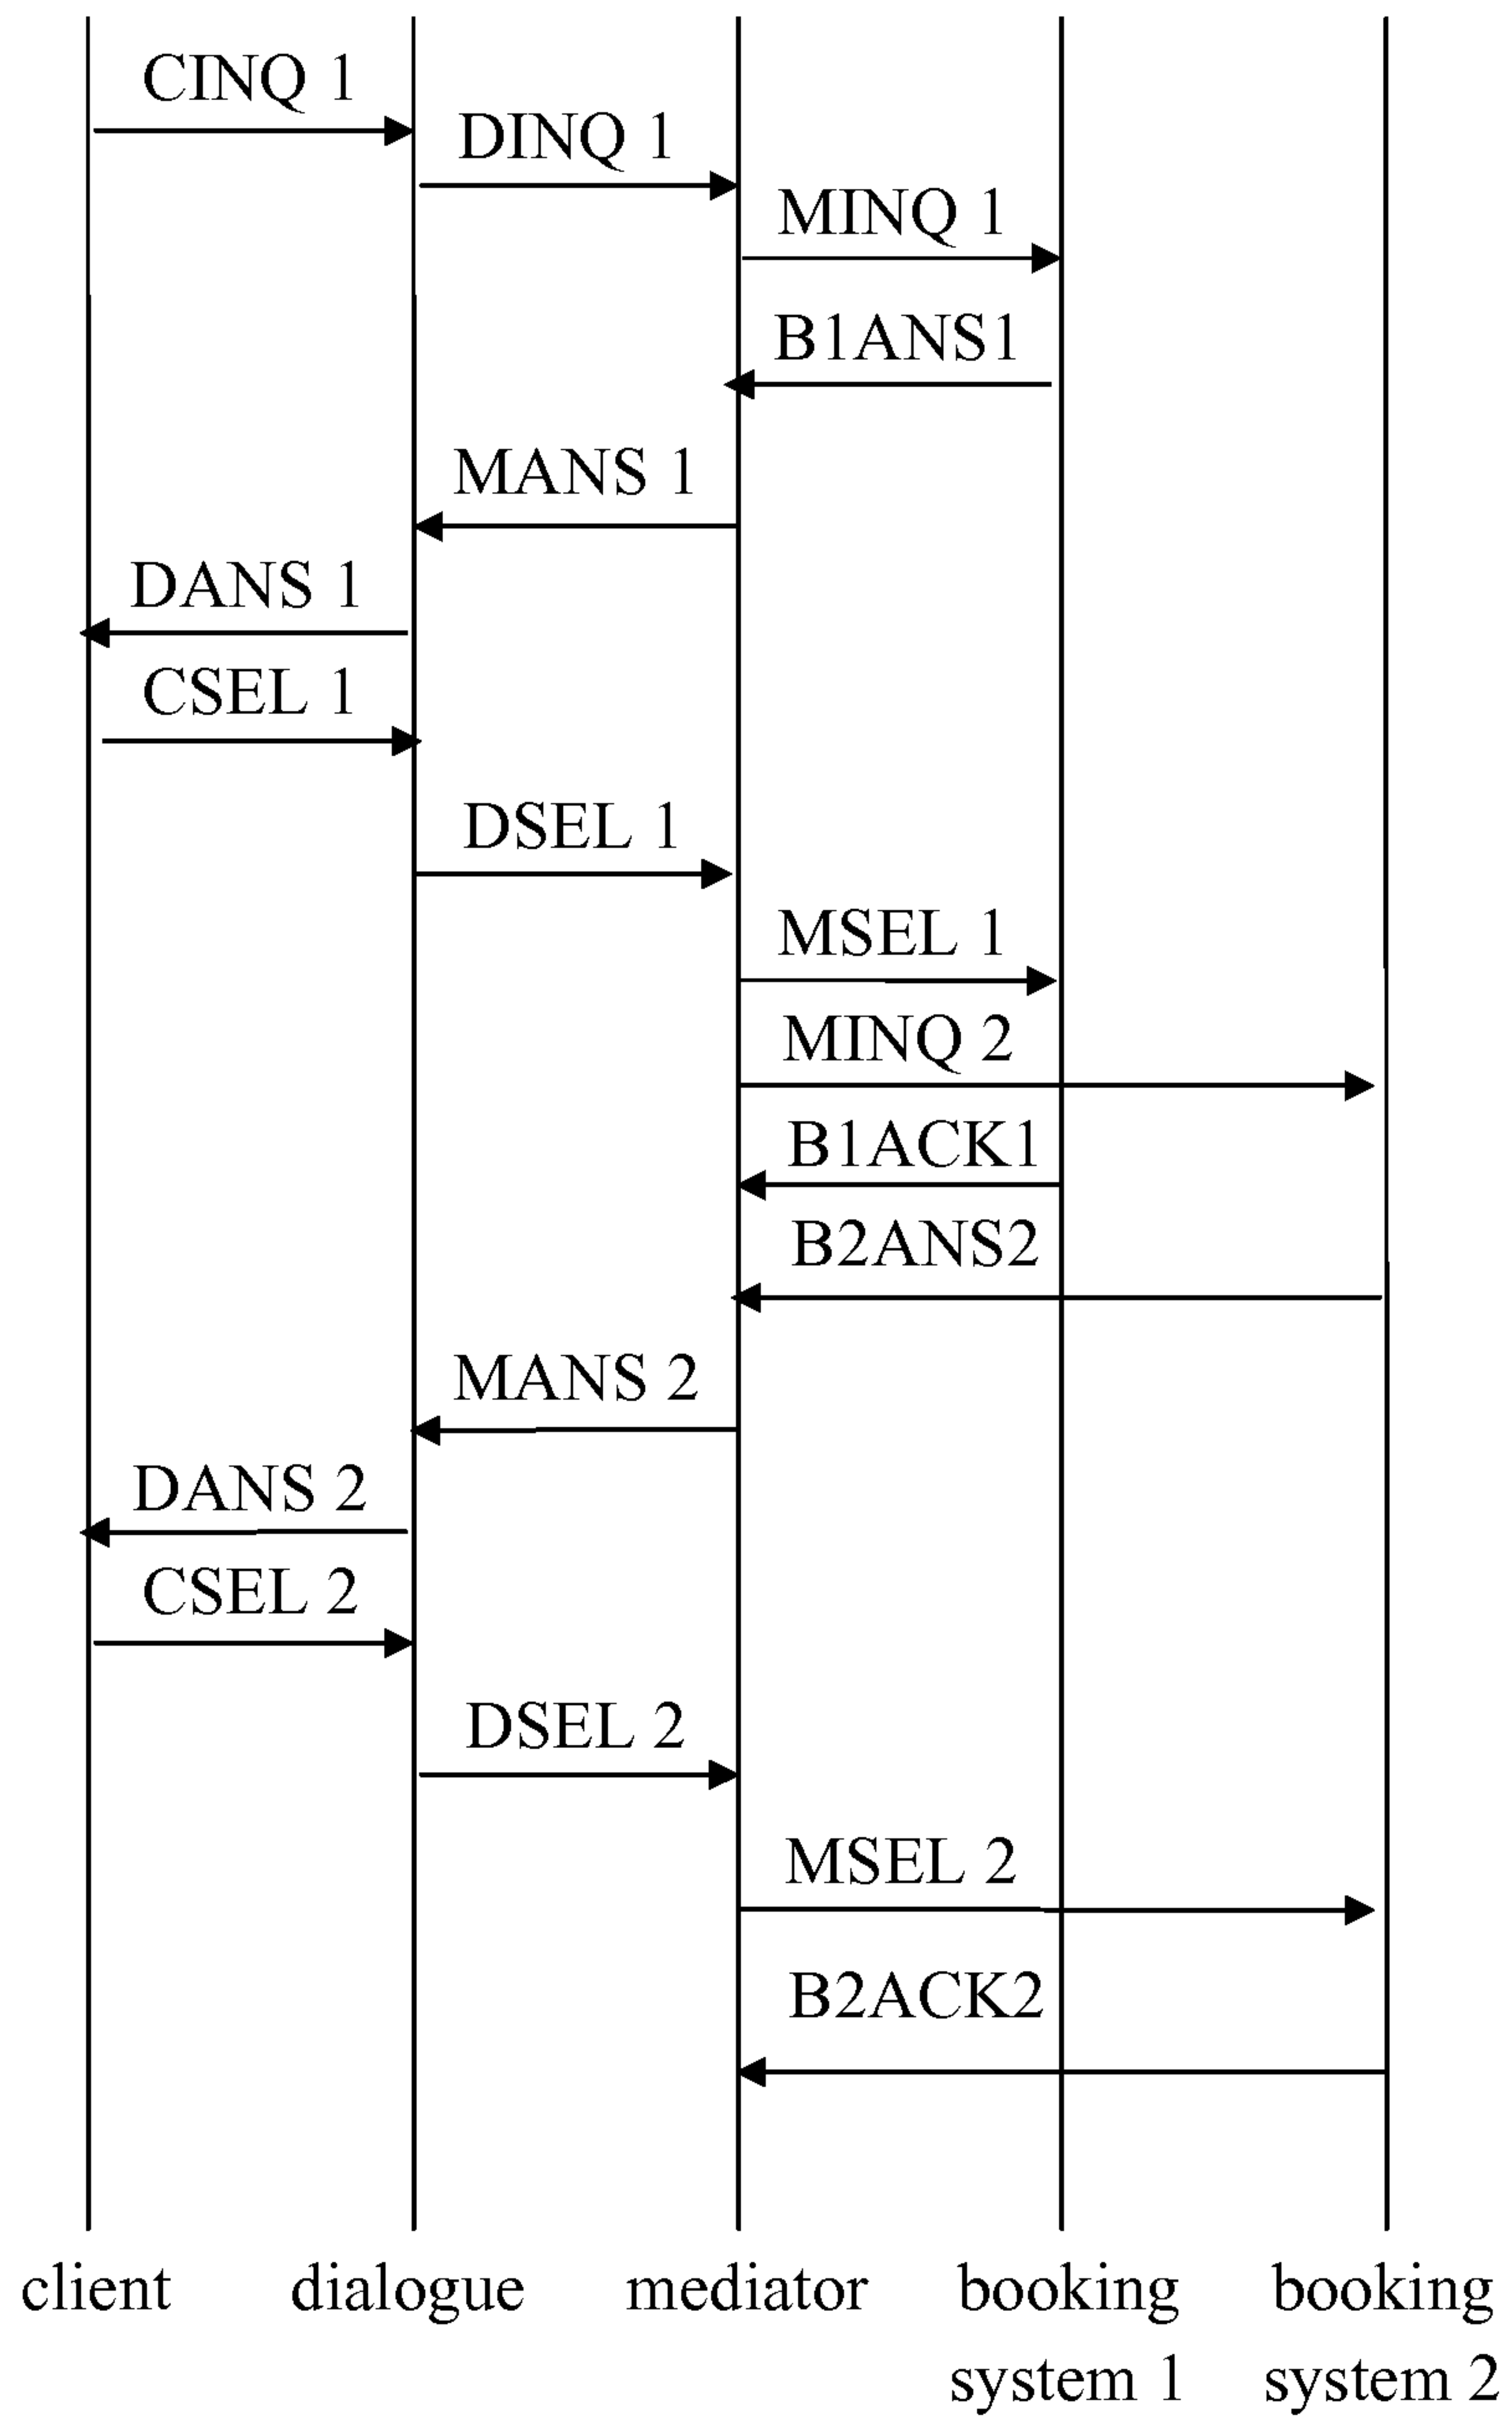 CINQ 1
DINQ 1
MINQ 1
B1ANS1
MANS 1
DANS 1
CSEL 1
DSEL 1
MSEL 1
MINQ 2
B1ACK1
B2ANS2
MANS 2
DANS 2
CSEL 2
DSEL 2
MSEL 2
B2ACK2
client dialogue mediator booking booking
system 1 system 2